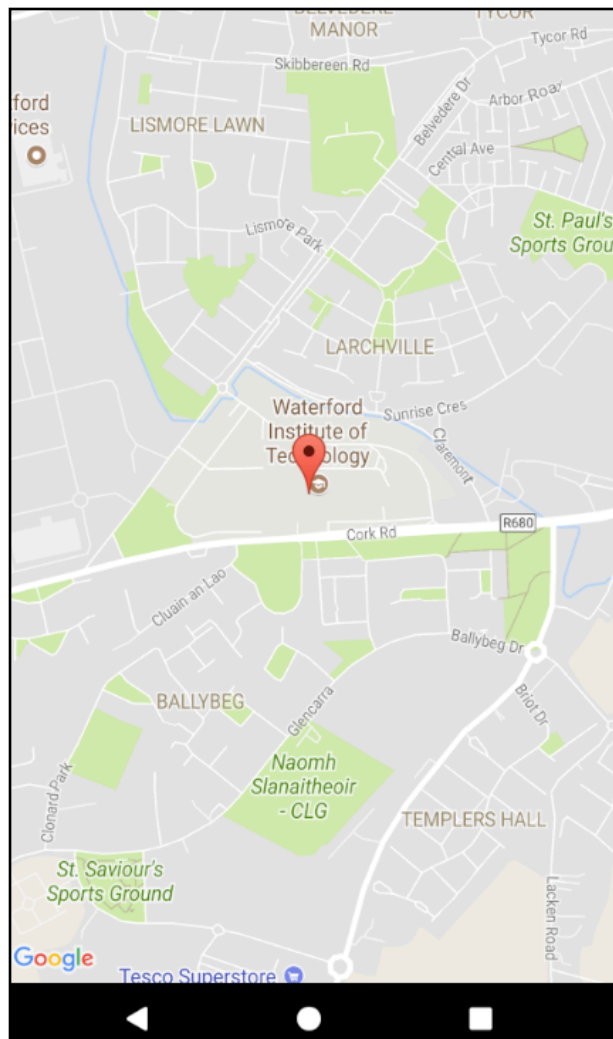 BELVEDERE
MANOR
TYCOR
Tycor Rd
Skibbereen Rd
Arbor Road
Belvedere Dr
ford
ices
LISMORE LAWN
Central Ave
St. Paul's
Sports Grou
Lismore Park
LARCHVILLE
Waterford
Institute of
Technology
Sunrise Cres
Claremont
R680
Cork Rd
Cluain an Lao
Ballybeg Dr
BALLYBEG
Glencarra
Briot Dr
Naomh
Slanaitheoir
- CLG
Clonard Park
TEMPLERS HALL
St. Saviour's
Sports Ground
Lacken Road
Google
Tesco Superstore